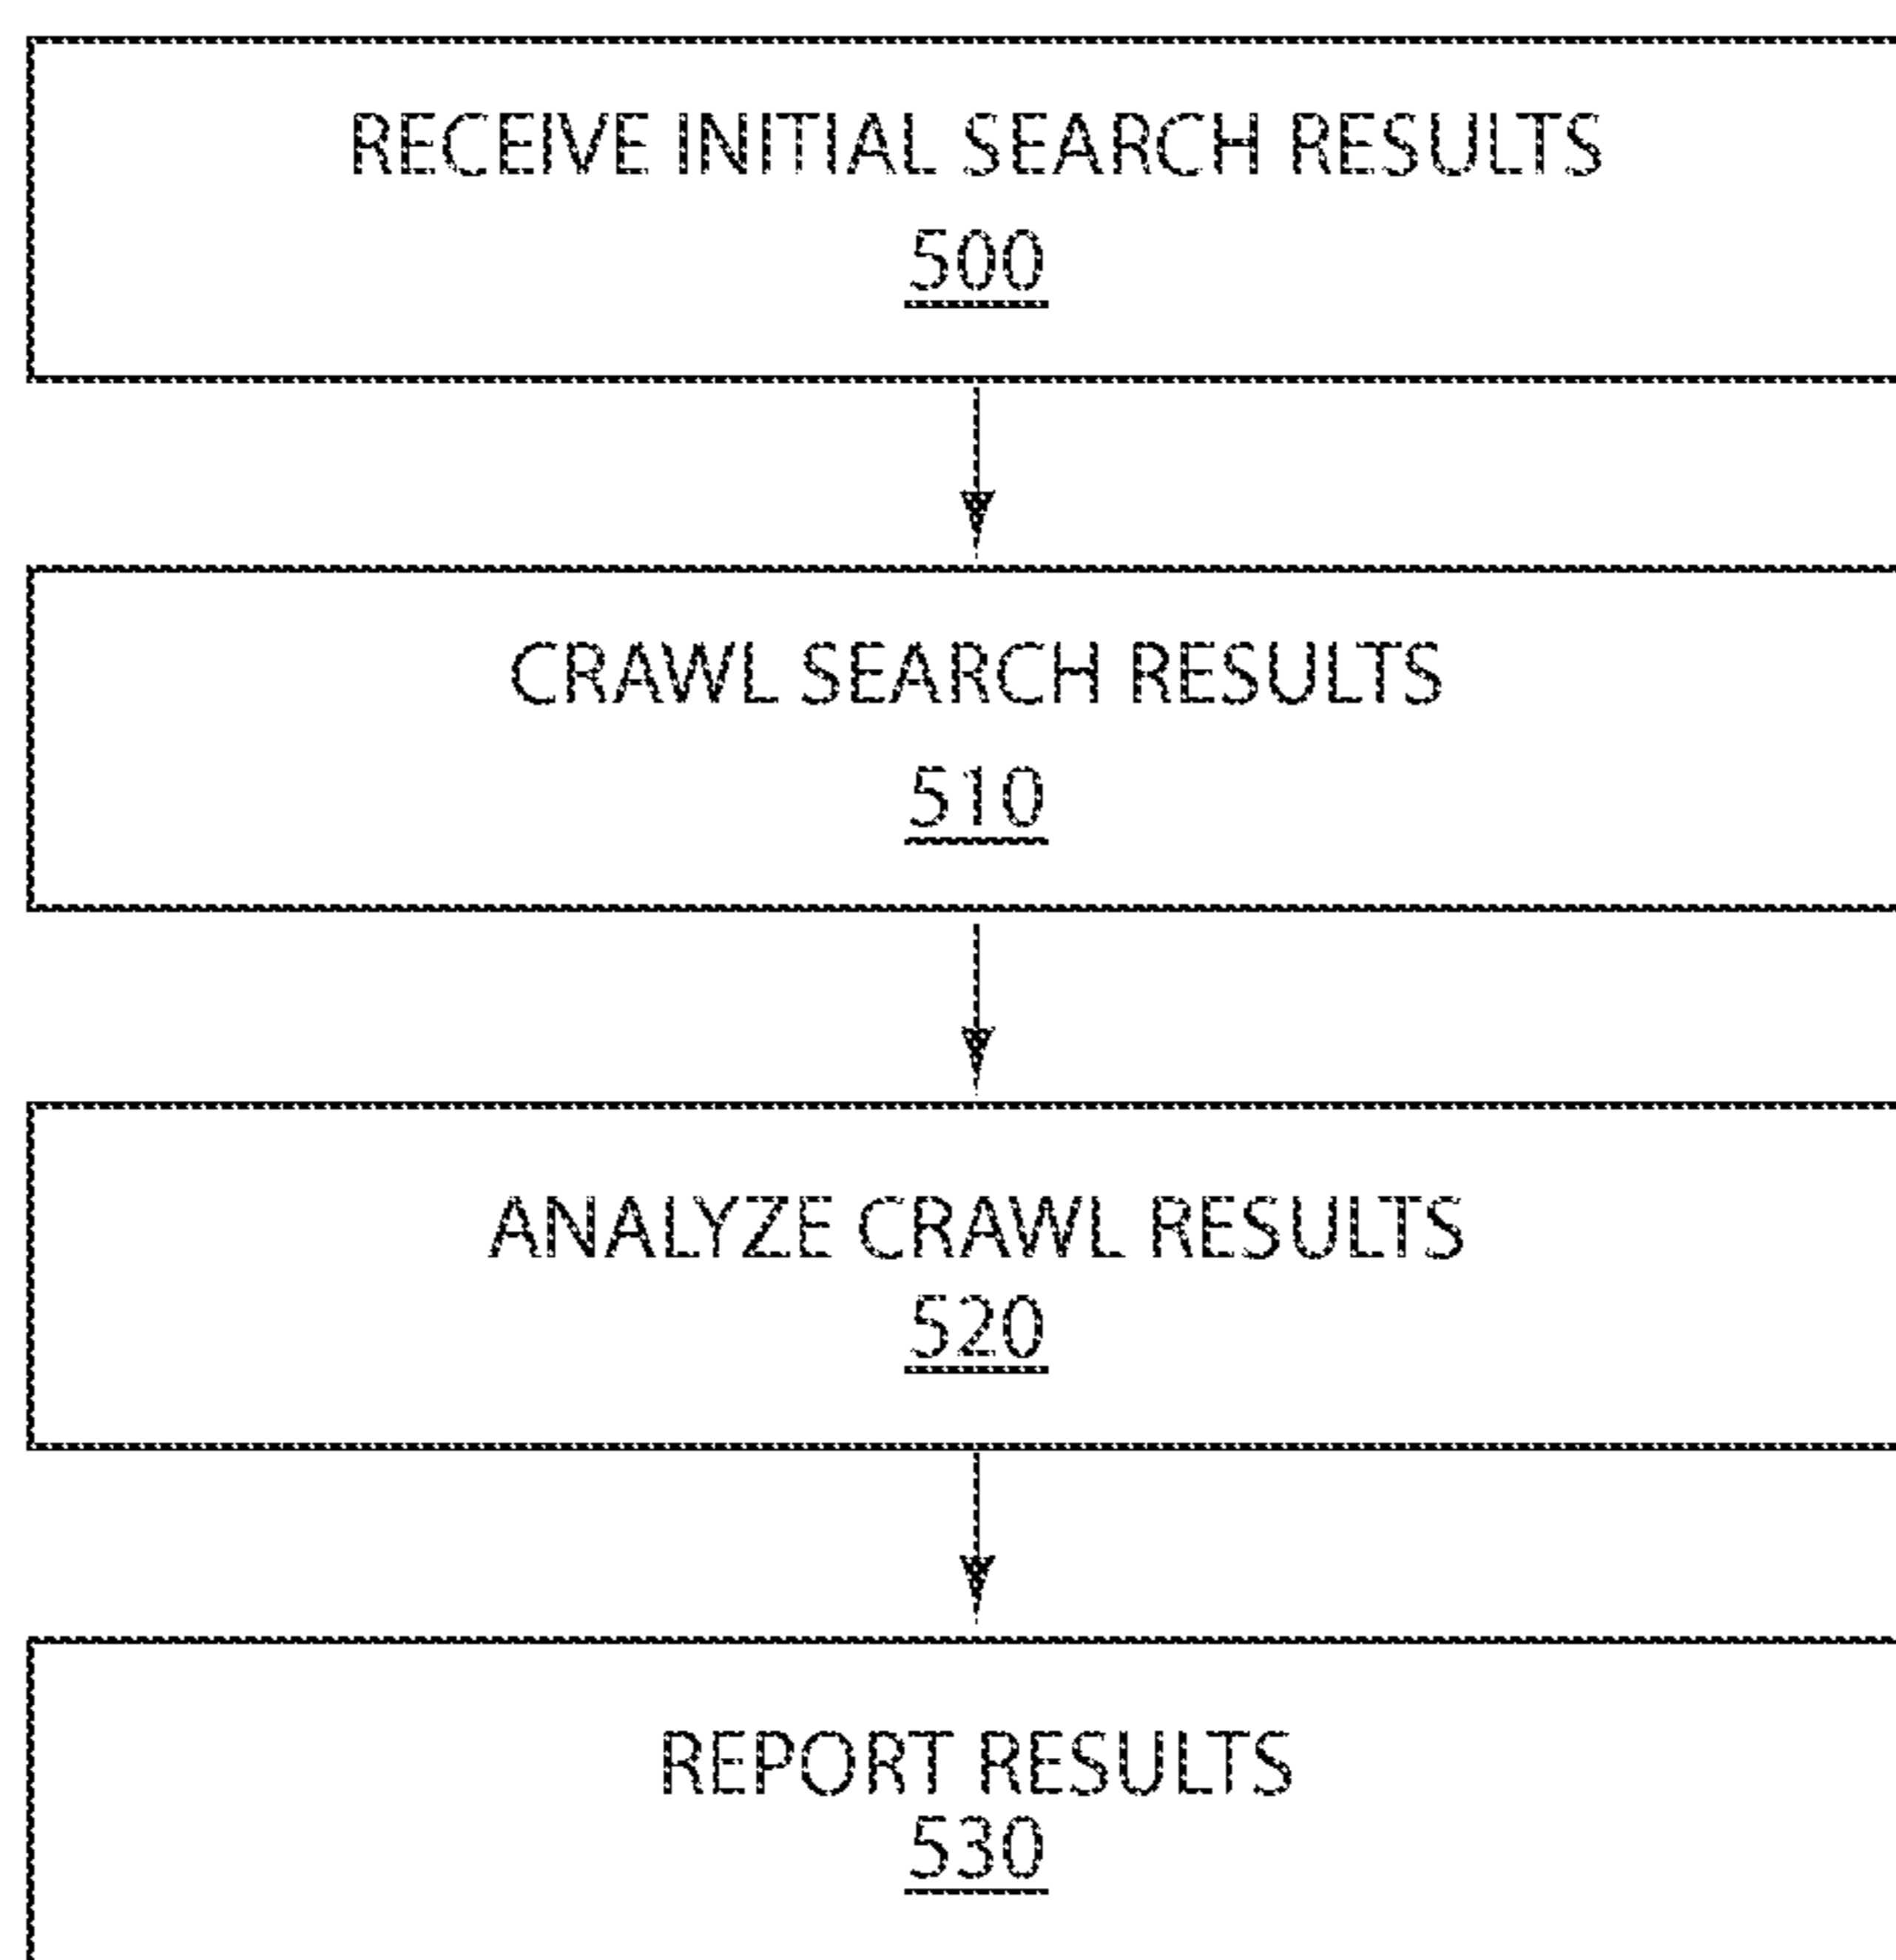 RECEIVE INITIAL SEARCH RESULTS
500
CRAWL SEARCH RESULTS
510
ANALYZE CRAWL RESULTS
520
REPORT RESULTS
530